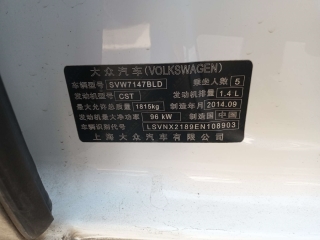 大众汽车(VOLKSWAGEN)
车辆型号 SVW7147BLD 乘坐人数 5
发动机型号 CST 发动机排量 1.4 L
最大允许总质量 1815kg 制造年月 2014.09
发动机最大净功率 96 kW 制造国 中国
车辆识别代号 LSVNX2189EN108903
上海大众汽车有限公司